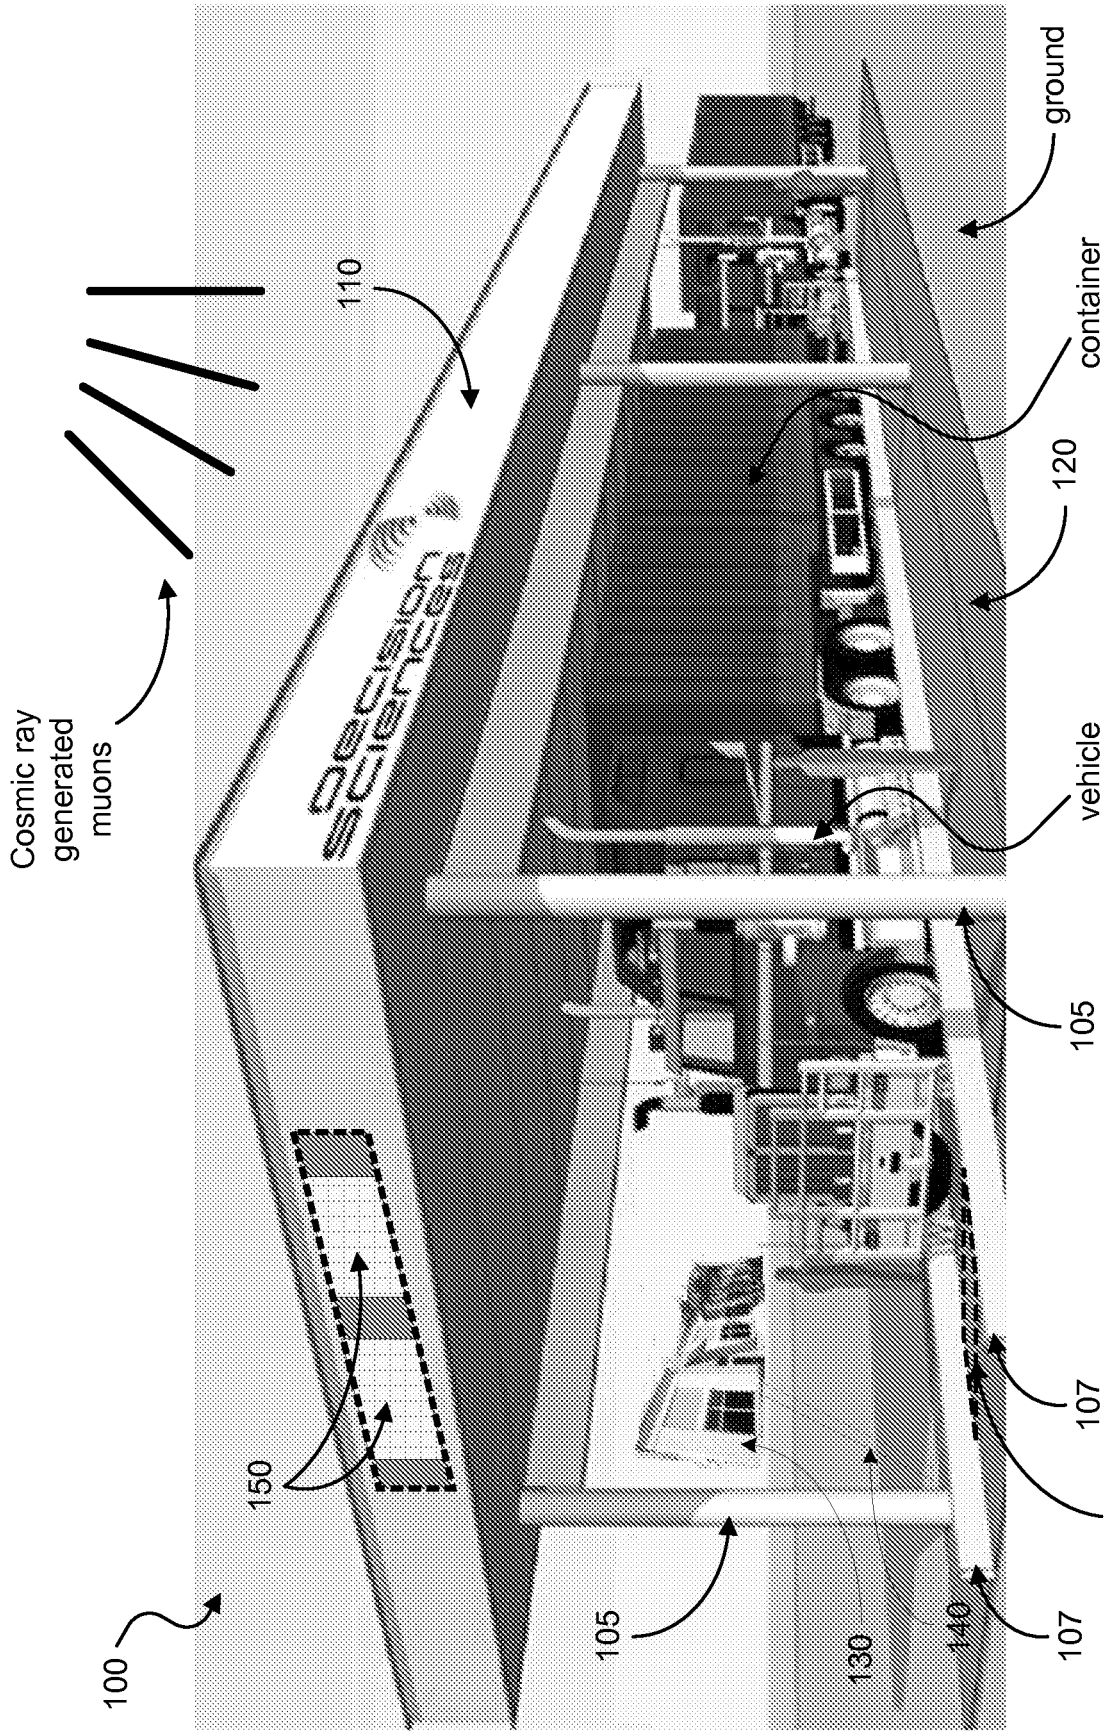 Cosmic ray
generated
muons
100
110
150
Decision
sciences
105
130
140
107
107
105
vehicle
120
container
ground